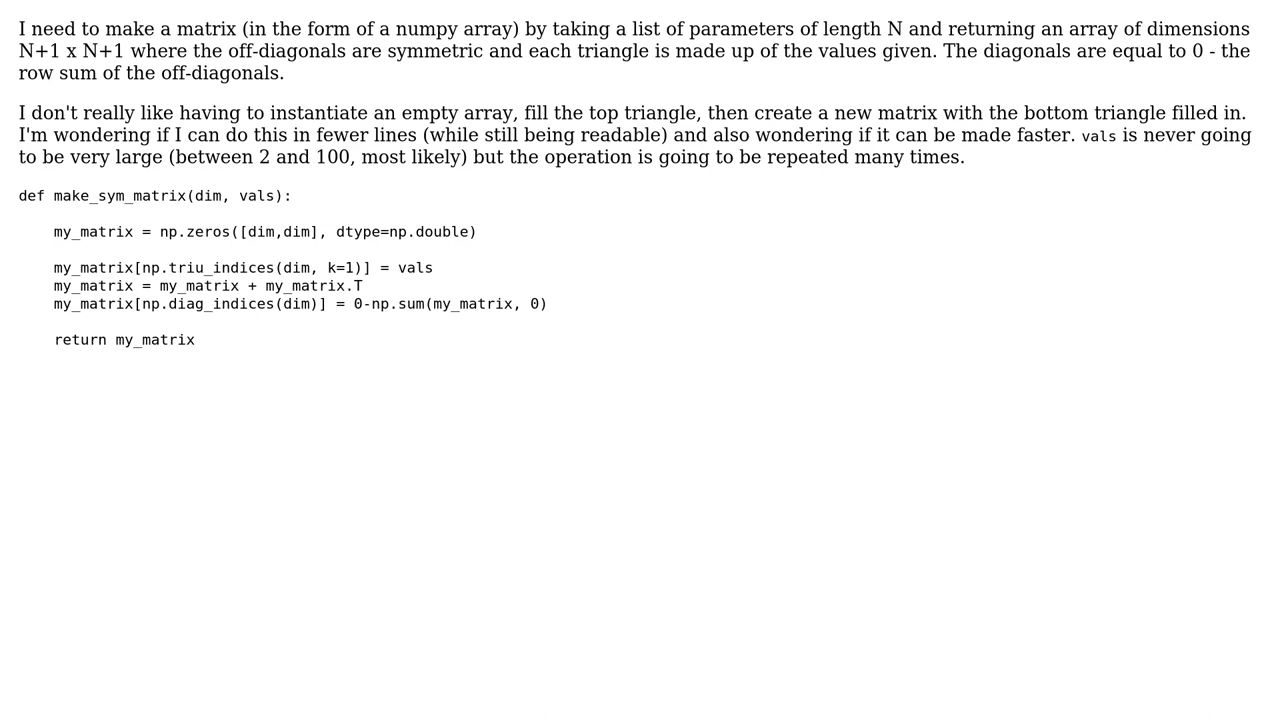 I need to make a matrix (in the form of a numpy array) by taking a list of parameters of length N and returning an array of dimensions
N+1 x N+1 where the off-diagonals are symmetric and each triangle is made up of the values given. The diagonals are equal to 0 - the
row sum of the off-diagonals.
I don't really like having to instantiate an empty array, fill the top triangle, then create a new matrix with the bottom triangle filled in.
I'm wondering if I can do this in fewer lines (while still being readable) and also wondering if it can be made faster. vals is never going
to be very large (between 2 and 100, most likely) but the operation is going to be repeated many times.
def make_sym_matrix(dim, vals):
    my_matrix = np.zeros([dim,dim], dtype=np.double)
    my_matrix[np.triu_indices(dim, k=1)] = vals
    my_matrix = my_matrix + my_matrix.T
    my_matrix[np.diag_indices(dim)] = 0-np.sum(my_matrix, 0)
    return my_matrix